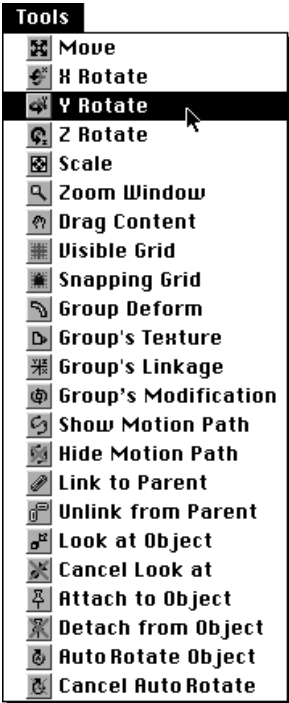 Tools
Move
X Rotate
Y Rotate
Z Rotate
Scale
Zoom Window
Drag Content
Visible Grid
Snapping Grid
Group Deform
Group's Texture
Group's Linkage
Group’s Modification
Show Motion Path
Hide Motion Path
Link to Parent
Unlink from Parent
Look at Object
Cancel Look at
Attach to Object
Detach from Object
Auto Rotate Object
Cancel Auto Rotate